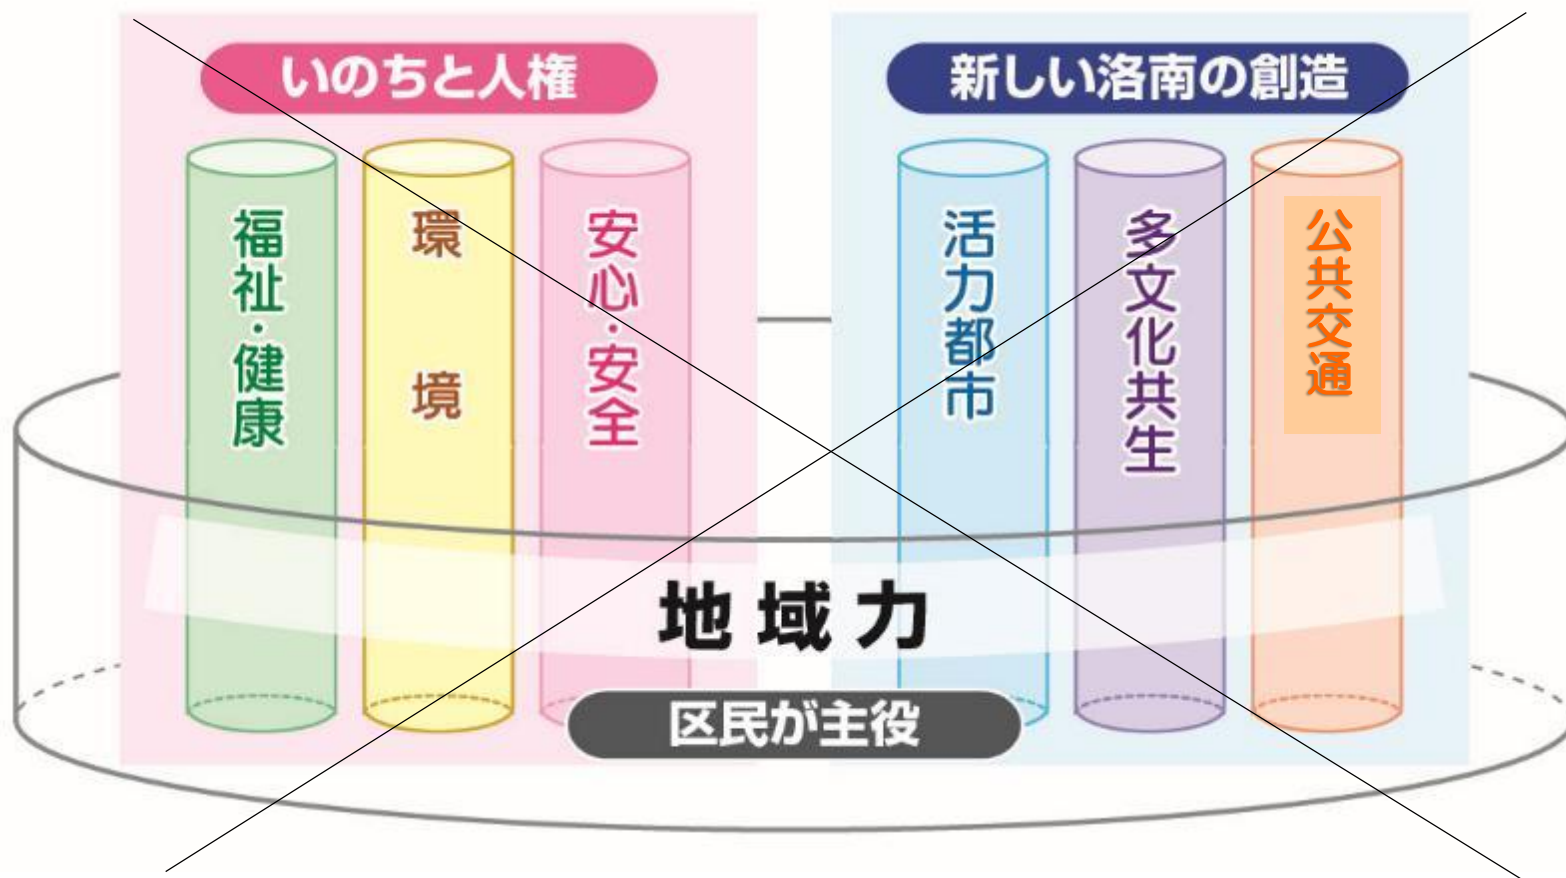 いのちと人権
新しい洛南の創造
福祉・健康
環境
安心・安全
活力都市
多文化共生
公共交通
地域力
区民が主役